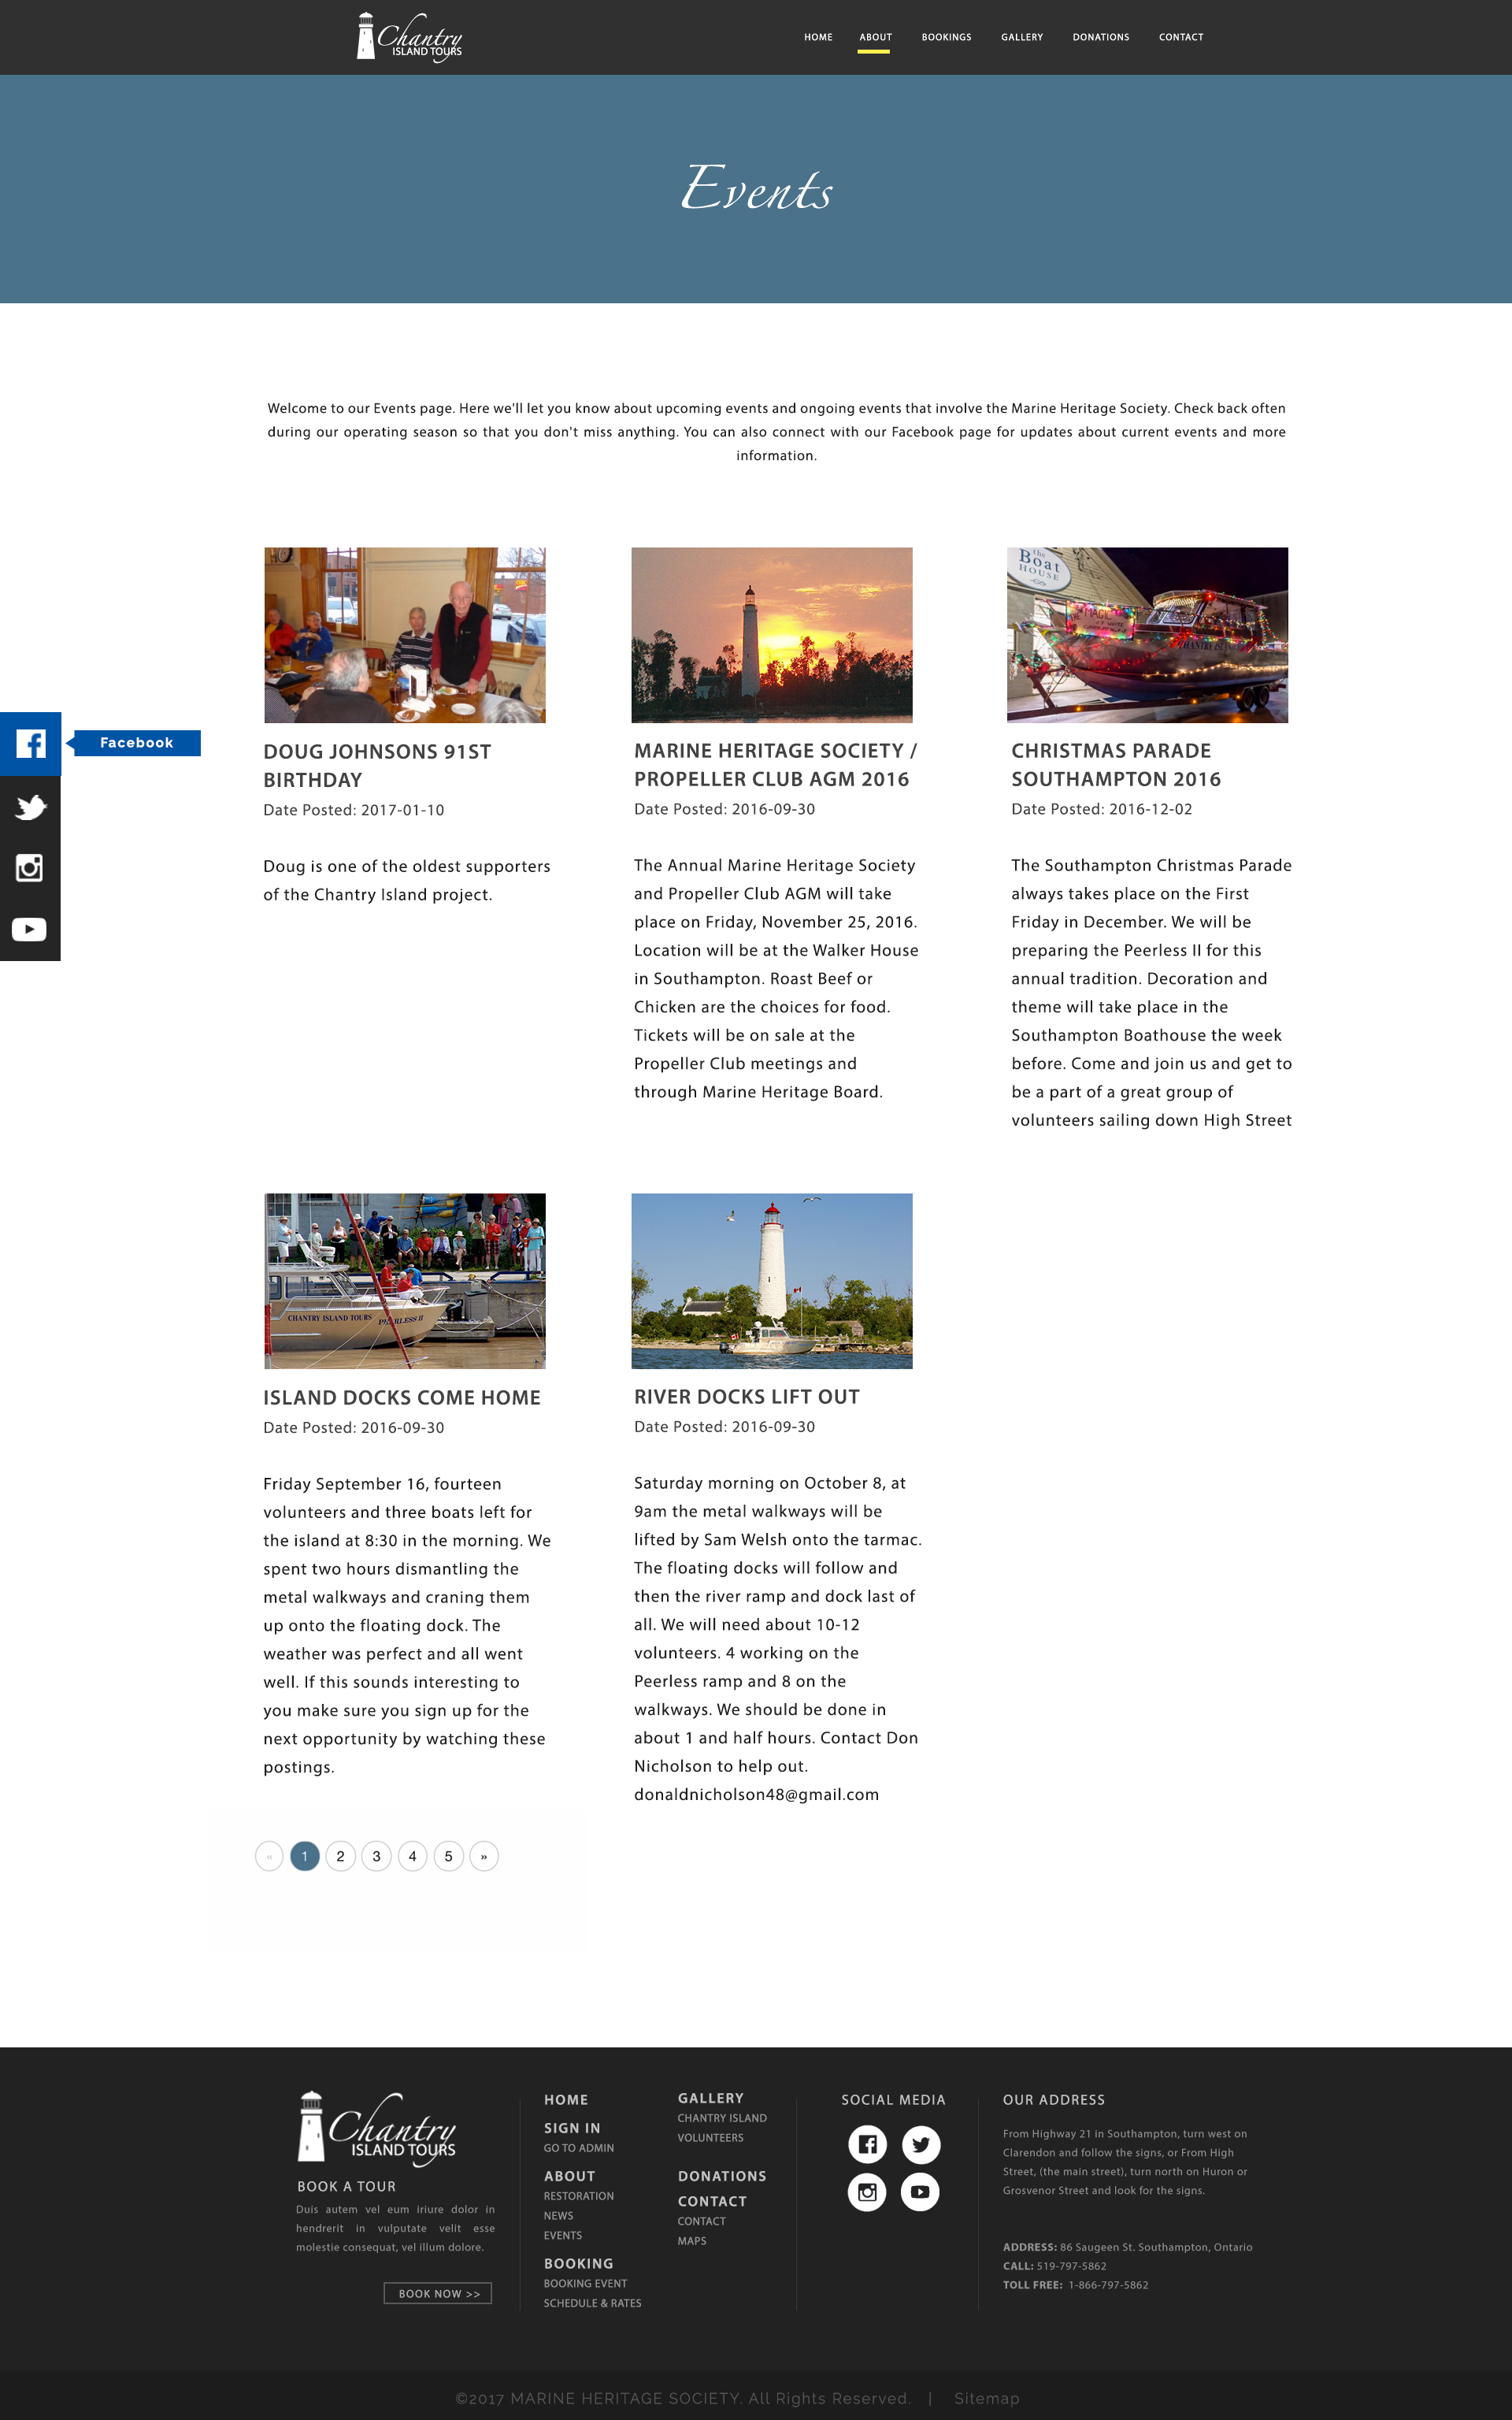 Chantry
ISLAND TOURS
HOME ABOUT BOOKINGS GALLERY DONATIONS CONTACT
Events
Welcome to our Events page. Here we'll let you know about upcoming events and ongoing events that involve the Marine Heritage Society. Check back often
during our operating season so that you don't miss anything. You can also connect with our Facebook page for updates about current events and more
information.
Facebook
DOUG JOHNSONS 91ST
BIRTHDAY
Date Posted: 2017-01-10
Doug is one of the oldest supporters
of the Chantry Island project.
MARINE HERITAGE SOCIETY /
PROPELLER CLUB AGM 2016
Date Posted: 2016-09-30
The Annual Marine Heritage Society
and Propeller Club AGM will take
place on Friday, November 25, 2016.
Location will be at the Walker House
in Southampton. Roast Beef or
Chicken are the choices for food.
Tickets will be on sale at the
Propeller Club meetings and
through Marine Heritage Board.
the
Boat
HOUSE
MAGIC
CHANTRY
CHRISTMAS PARADE
SOUTHAMPTON 2016
Date Posted: 2016-12-02
The Southampton Christmas Parade
always takes place on the First
Friday in December. We will be
preparing the Peerless II for this
annual tradition. Decoration and
theme will take place in the
Southampton Boathouse the week
before. Come and join us and get to
be a part of a great group of
volunteers sailing down High Street
CHANTRY ISLAND TOURS PEERLESS II
ISLAND DOCKS COME HOME
Date Posted: 2016-09-30
Friday September 16, fourteen
volunteers and three boats left for
the island at 8:30 in the morning. We
spent two hours dismantling the
metal walkways and craning them
up onto the floating dock. The
weather was perfect and all went
well. If this sounds interesting to
you make sure you sign up for the
next opportunity by watching these
postings.
RIVER DOCKS LIFT OUT
Date Posted: 2016-09-30
Saturday morning on October 8, at
9am the metal walkways will be
lifted by Sam Welsh onto the tarmac.
The floating docks will follow and
then the river ramp and dock last of
all. We will need about 10-12
volunteers. 4 working on the
Peerless ramp and 8 on the
walkways. We should be done in
about 1 and half hours. Contact Don
Nicholson to help out.
donaldnicholson48@gmail.com
« 1 2 3 4 5 »
Chantry
ISLAND TOURS
BOOK A TOUR
Duis autem vel eum iriure dolor in
hendrerit in vulputate velit esse
molestie consequat, vel illum dolore.
BOOK NOW >>
HOME
SIGN IN
GO TO ADMIN
ABOUT
RESTORATION
NEWS
EVENTS
BOOKING
BOOKING EVENT
SCHEDULE & RATES
GALLERY
CHANTRY ISLAND
VOLUNTEERS
DONATIONS
CONTACT
CONTACT
MAPS
SOCIAL MEDIA
OUR ADDRESS
From Highway 21 in Southampton, turn west on
Clarendon and follow the signs, or From High
Street, (the main street), turn north on Huron or
Grosvenor Street and look for the signs.
ADDRESS: 86 Saugeen St. Southampton, Ontario
CALL: 519-797-5862
TOLL FREE: 1-866-797-5862
©2017 MARINE HERITAGE SOCIETY. All Rights Reserved. | Sitemap